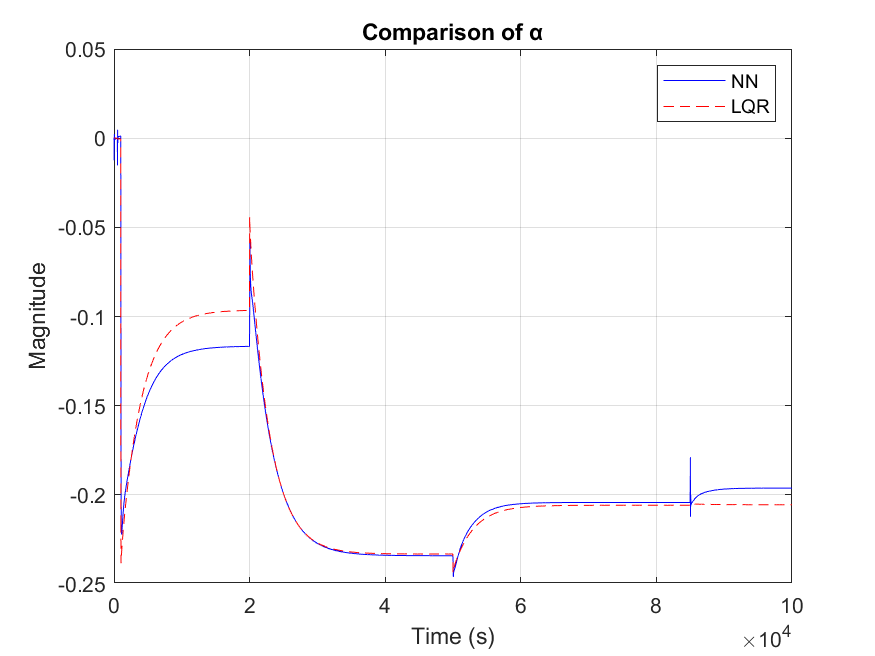 Comparison of α
0.05
0
-0.05
-0.1
-0.15
-0.2
-0.25
Magnitude
NN
LQR
0 2 4 6 8 10
Time (s)
×10⁴